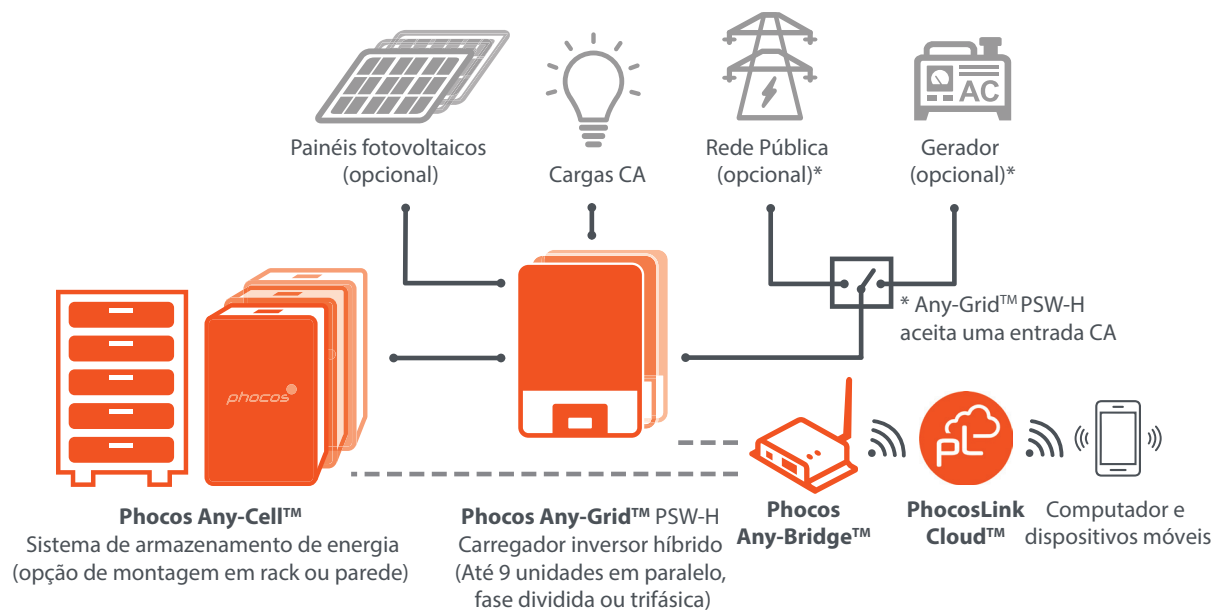 AC
Painéis fotovoltaicos
(opcional)
Cargas CA
Rede Pública
(opcional)*
Gerador
(opcional)*
* Any-Grid™ PSW-H
aceita uma entrada CA
phocos
pL
Phocos Any-Cell™
Sistema de armazenamento de energia
(opção de montagem em rack ou parede)
Phocos Any-Grid™ PSW-H
Carregador inversor híbrido
(Até 9 unidades em paralelo,
fase dividida ou trifásica)
Phocos
Any-Bridge™
PhocosLink
Cloud™
Computador e
dispositivos móveis